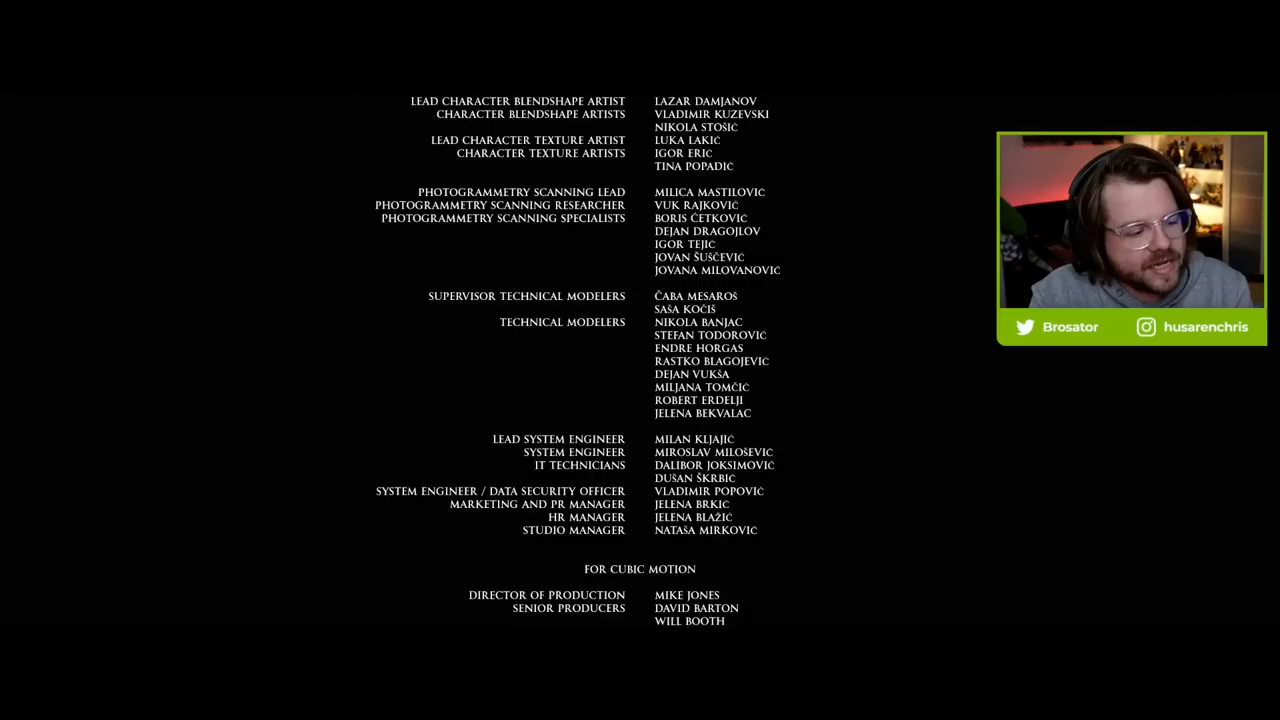 LEAD CHARACTER BLENDSHAPE ARTIST LAZAR DAMJANOV
CHARACTER BLENDSHAPE ARTISTS VLADIMIR KUZEVSKI
NIKOLA STOŠIĆ
LEAD CHARACTER TEXTURE ARTIST LUKA LAKIĆ
CHARACTER TEXTURE ARTISTS IGOR ERIĆ
TINA POPADIĆ
PHOTOGRAMMETRY SCANNING LEAD MILICA MASTILOVIĆ
PHOTOGRAMMETRY SCANNING RESEARCHER VUK RAJKOVIĆ
PHOTOGRAMMETRY SCANNING SPECIALISTS BORIS ĆETKOVIĆ
DEJAN DRAGOJLOV
IGOR TEJIĆ
JOVAN ŠUŠČEVIĆ
JOVANA MILOVANOVIĆ
SUPERVISOR TECHNICAL MODELERS ČABA MESAROŠ
SAŠA KOČIŠ
TECHNICAL MODELERS NIKOLA BANJAC
STEFAN TODOROVIĆ
ENDRE HORGAS
RASTKO BLAGOJEVIĆ
DEJAN VUKŠA
MILJANA TOMČIĆ
ROBERT ERDELJI
JELENA BEKVALAC
LEAD SYSTEM ENGINEER MILAN KLJAJIĆ
SYSTEM ENGINEER MIROSLAV MILOŠEVIĆ
IT TECHNICIANS DALIBOR JOKSIMOVIĆ
DUŠAN ŠKRBIĆ
SYSTEM ENGINEER / DATA SECURITY OFFICER VLADIMIR POPOVIĆ
MARKETING AND PR MANAGER JELENA BRKIĆ
HR MANAGER JELENA BLAŽIĆ
STUDIO MANAGER NATAŠA MIRKOVIĆ
FOR CUBIC MOTION
DIRECTOR OF PRODUCTION MIKE JONES
SENIOR PRODUCERS DAVID BARTON
WILL BOOTH
Brosator husarenchris